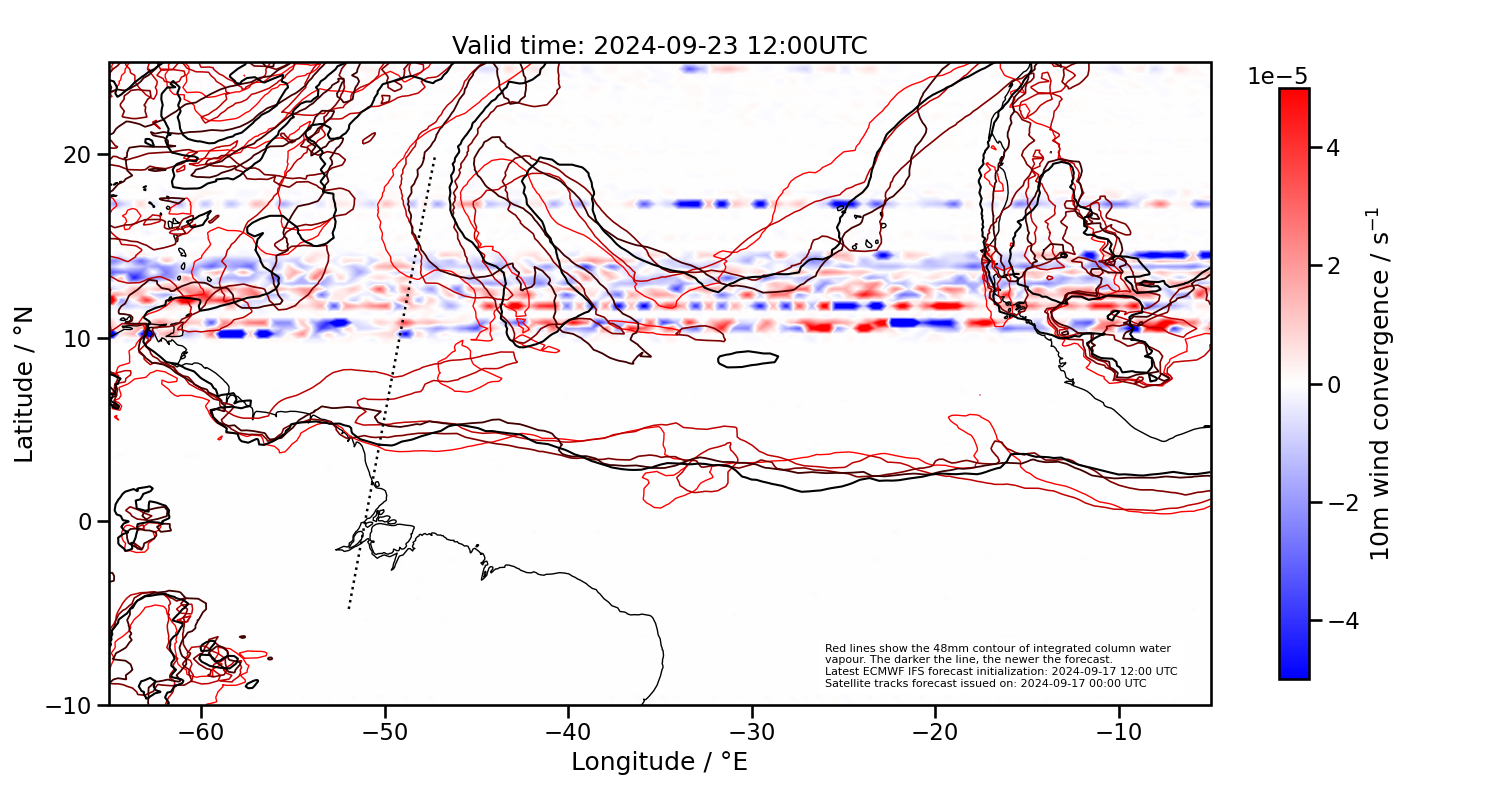 Valid time: 2024-09-23 12:00UTC
1e−5
20
10
0
−10
Latitude / °N
−60
−50
−40
−30
−20
−10
Longitude / °E
4
2
0
−2
−4
10m wind convergence / s⁻¹
Red lines show the 48mm contour of integrated column water
vapour. The darker the line, the newer the forecast.
Latest ECMWF IFS forecast initialization: 2024-09-17 12:00 UTC
Satellite tracks forecast issued on: 2024-09-17 00:00 UTC